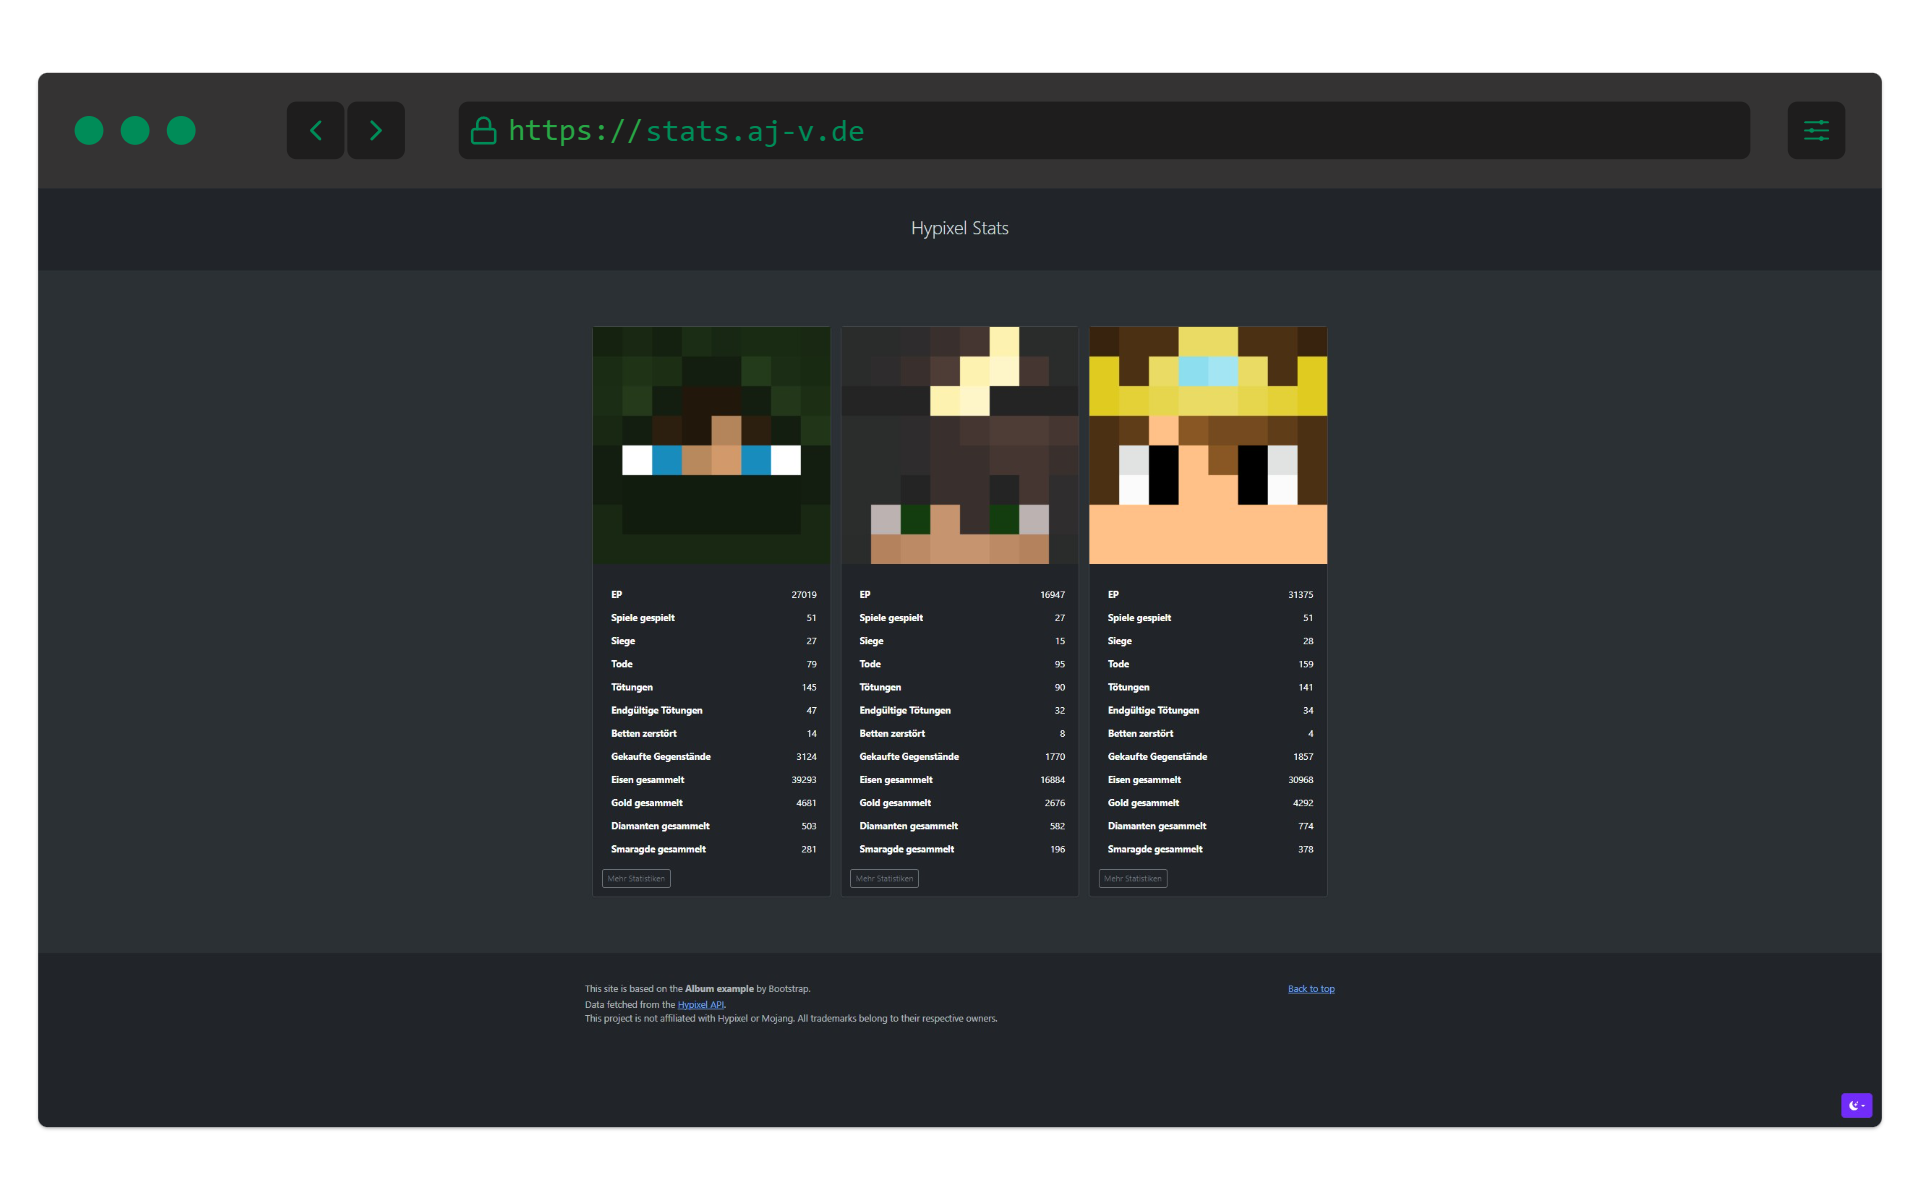 https://stats.aj-v.de
Hypixel Stats
EP 27019
Spiele gespielt 51
Siege 27
Tode 79
Tötungen 145
Endgültige Tötungen 47
Betten zerstört 14
Gekaufte Gegenstände 3124
Eisen gesammelt 39293
Gold gesammelt 4681
Diamanten gesammelt 503
Smaragde gesammelt 281
Mehr Statistiken
EP 16947
Spiele gespielt 27
Siege 15
Tode 95
Tötungen 90
Endgültige Tötungen 32
Betten zerstört 8
Gekaufte Gegenstände 1770
Eisen gesammelt 16884
Gold gesammelt 2676
Diamanten gesammelt 582
Smaragde gesammelt 196
Mehr Statistiken
EP 31375
Spiele gespielt 51
Siege 28
Tode 159
Tötungen 141
Endgültige Tötungen 34
Betten zerstört 4
Gekaufte Gegenstände 1857
Eisen gesammelt 30968
Gold gesammelt 4292
Diamanten gesammelt 774
Smaragde gesammelt 378
Mehr Statistiken
This site is based on the Album example by Bootstrap.
Data fetched from the Hypixel API.
This project is not affiliated with Hypixel or Mojang. All trademarks belong to their respective owners.
Back to top